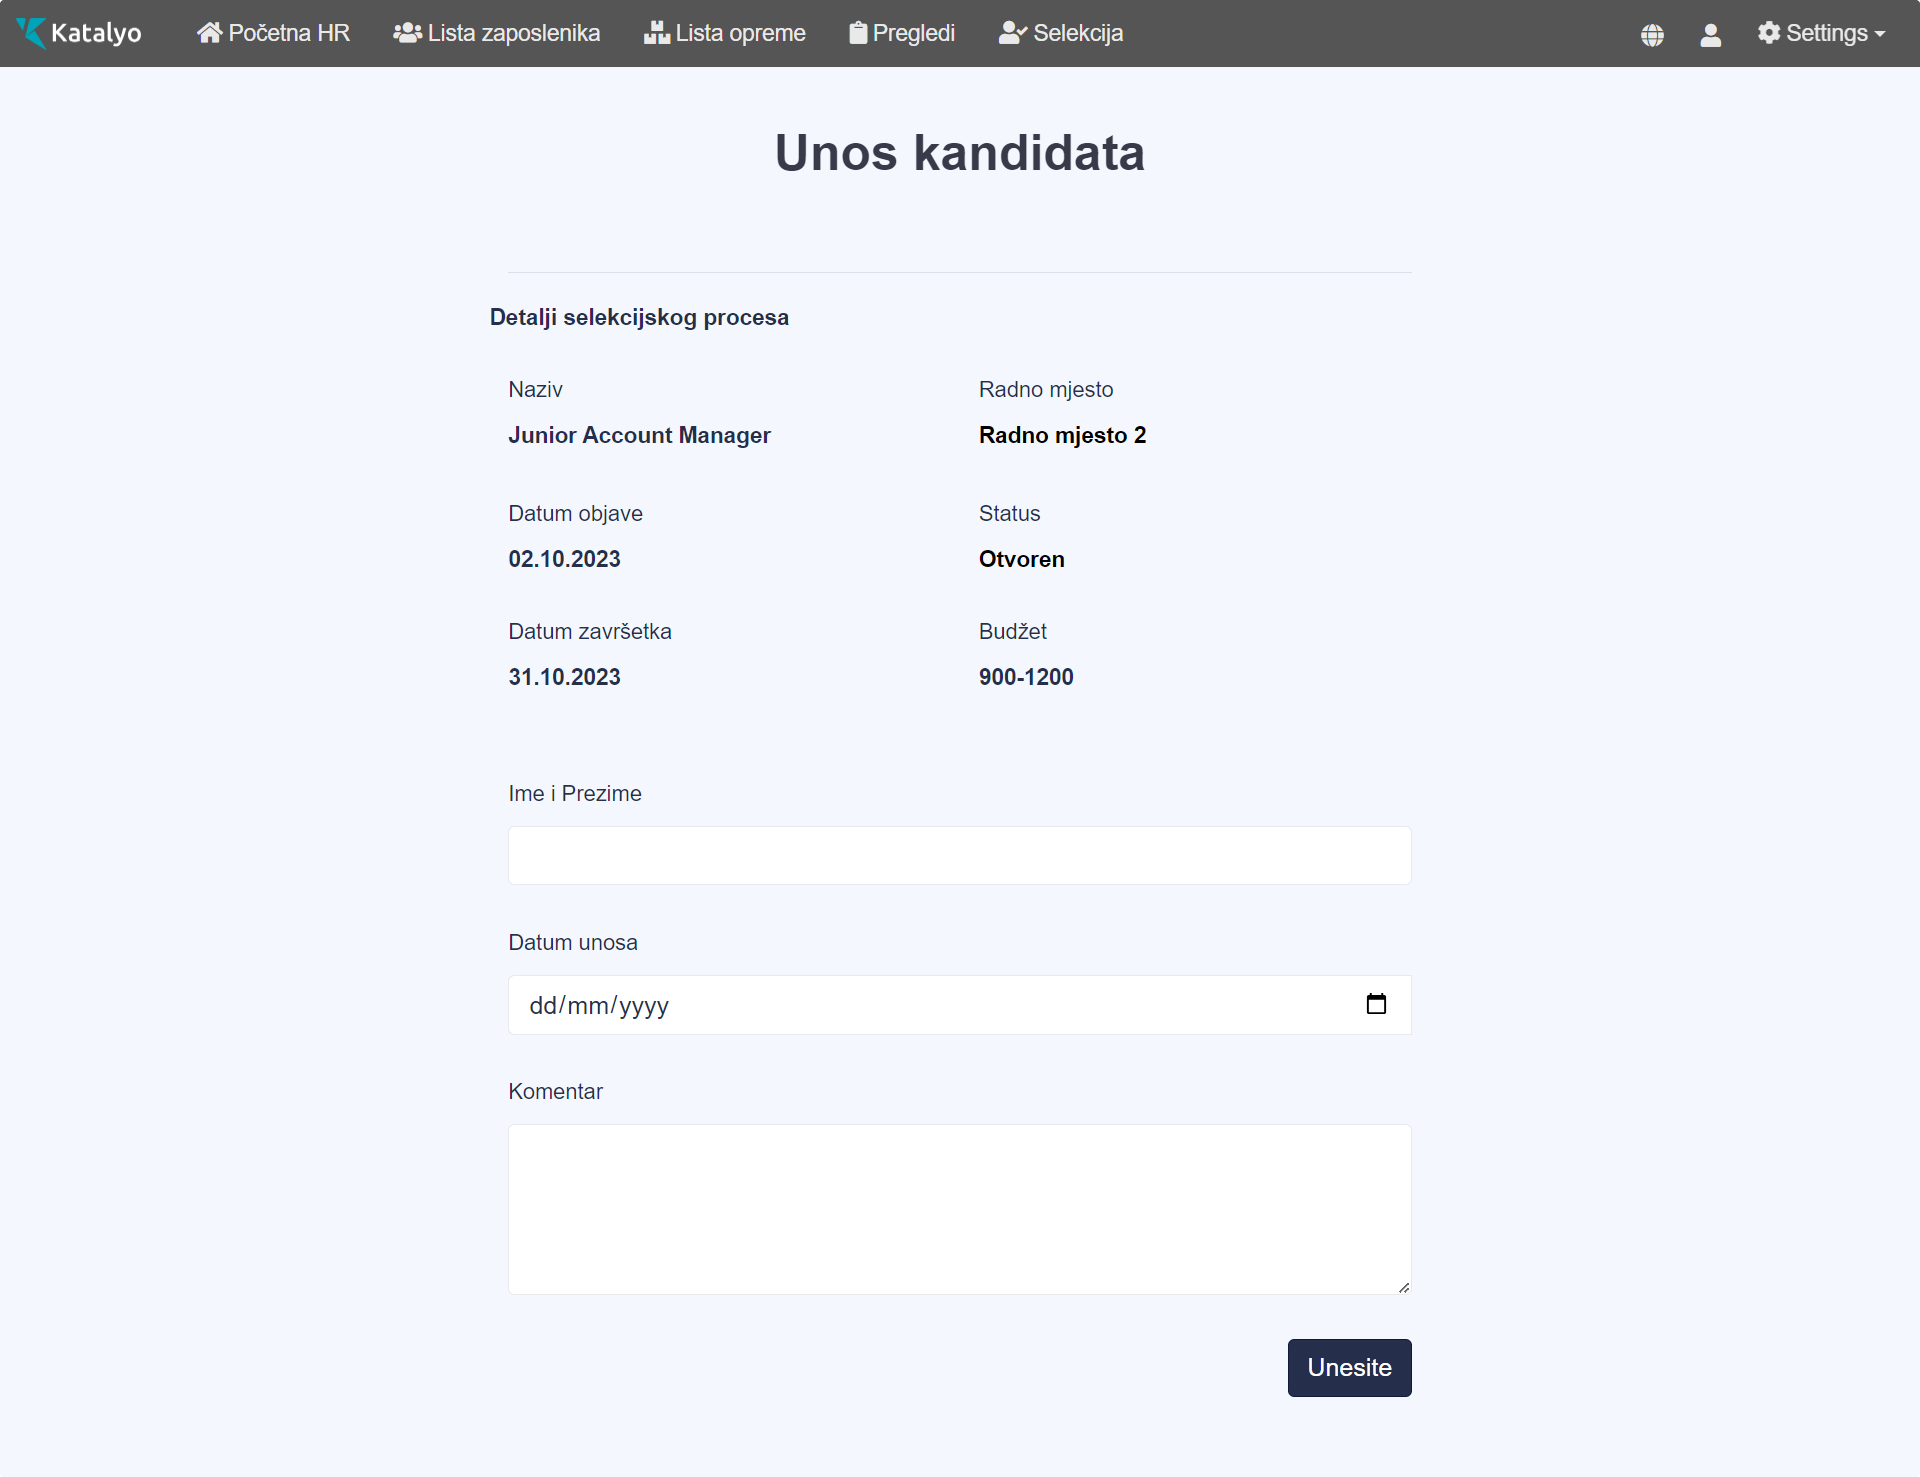 Katalyo Početna HR Lista zaposlenika Lista opreme Pregledi Selekcija Settings
Unos kandidata
Detalji selekcijskog procesa
Naziv Radno mjesto
Junior Account Manager Radno mjesto 2
Datum objave Status
02.10.2023 Otvoren
Datum završetka Budžet
31.10.2023 900-1200
Ime i Prezime
Datum unosa
dd/mm/yyyy
Komentar
Unesite